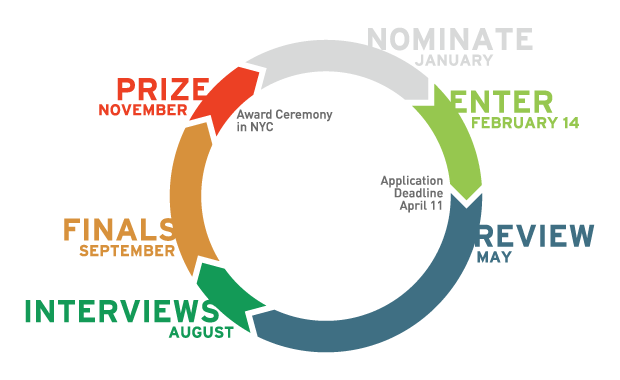 NOMINATE
JANUARY
ENTER
FEBRUARY 14
Application
Deadline
April 11
REVIEW
MAY
INTERVIEWS
AUGUST
FINALS
SEPTEMBER
PRIZE
NOVEMBER
Award Ceremony
in NYC